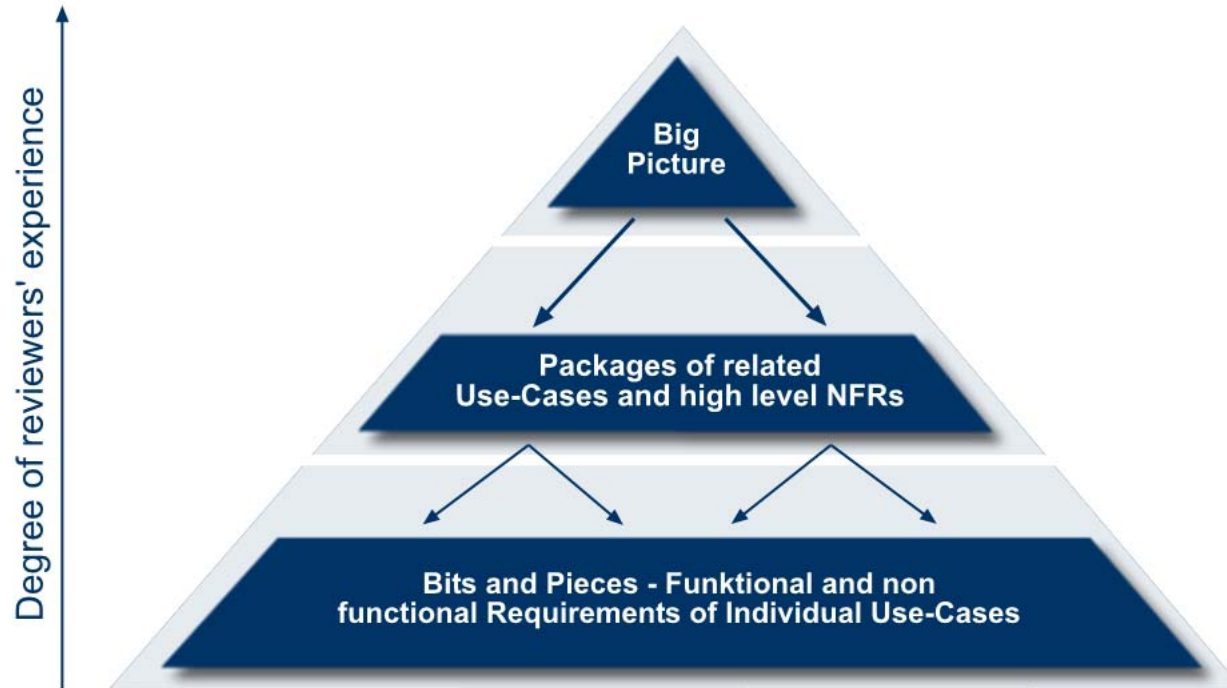 Degree of reviewers' experience
Big
Picture
Packages of related
Use-Cases and high level NFRs
Bits and Pieces - Funktional and non
functional Requirements of Individual Use-Cases